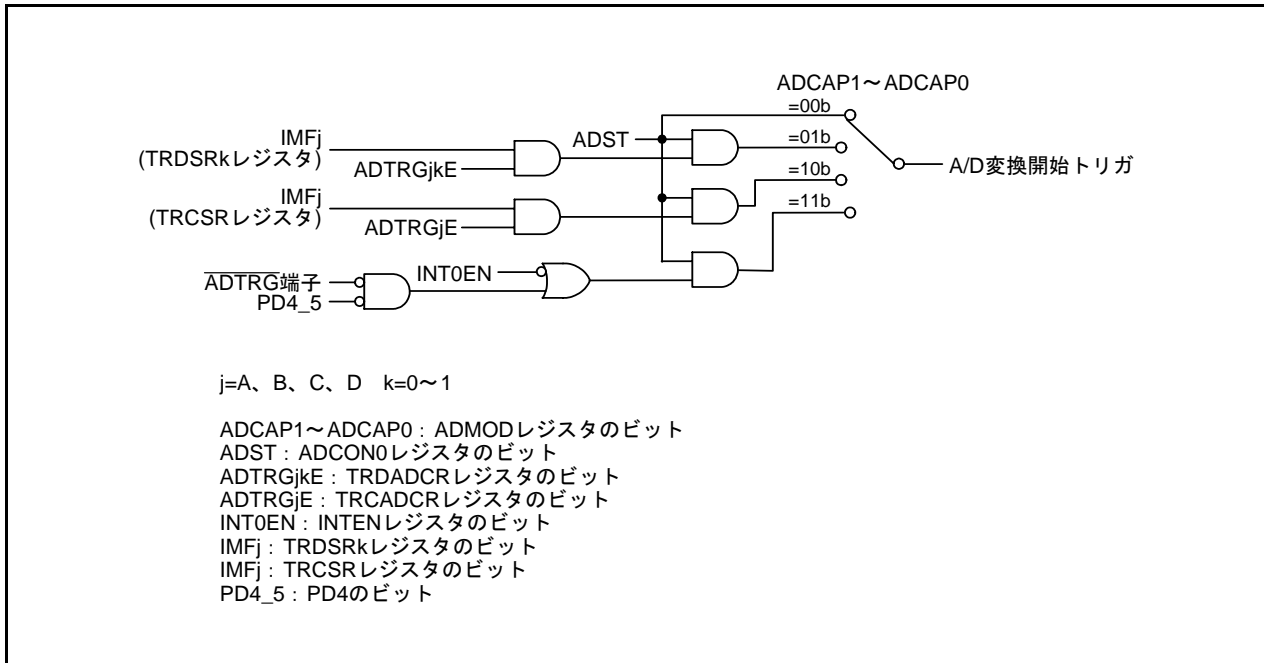 ADCAP1～ADCAP0
=00b
IMFj
(TRDSRkレジスタ)
ADTRGjkE
ADST
=01b
A/D変換開始トリガ
=10b
IMFj
(TRCSRレジスタ)
ADTRGjE
=11b
ADTRG端子
PD4_5
INT0EN
j=A、B、C、D k=0～1
ADCAP1～ADCAP0：ADMODレジスタのビット
ADST：ADCON0レジスタのビット
ADTRGjkE：TRDADCRレジスタのビット
ADTRGjE：TRCADCRレジスタのビット
INT0EN：INTENレジスタのビット
IMFj：TRDSRkレジスタのビット
IMFj：TRCSRレジスタのビット
PD4_5：PD4のビット